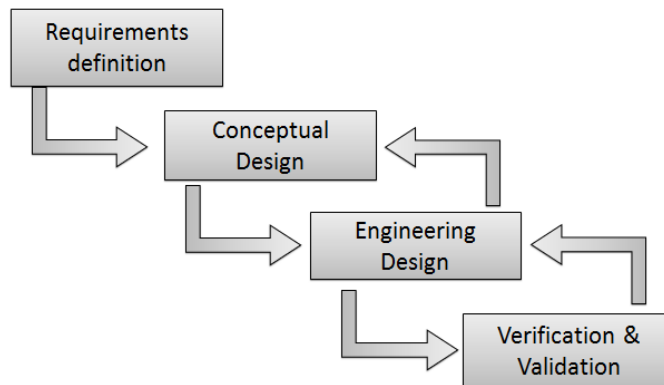 Requirements
definition
Conceptual
Design
Engineering
Design
Verification &
Validation